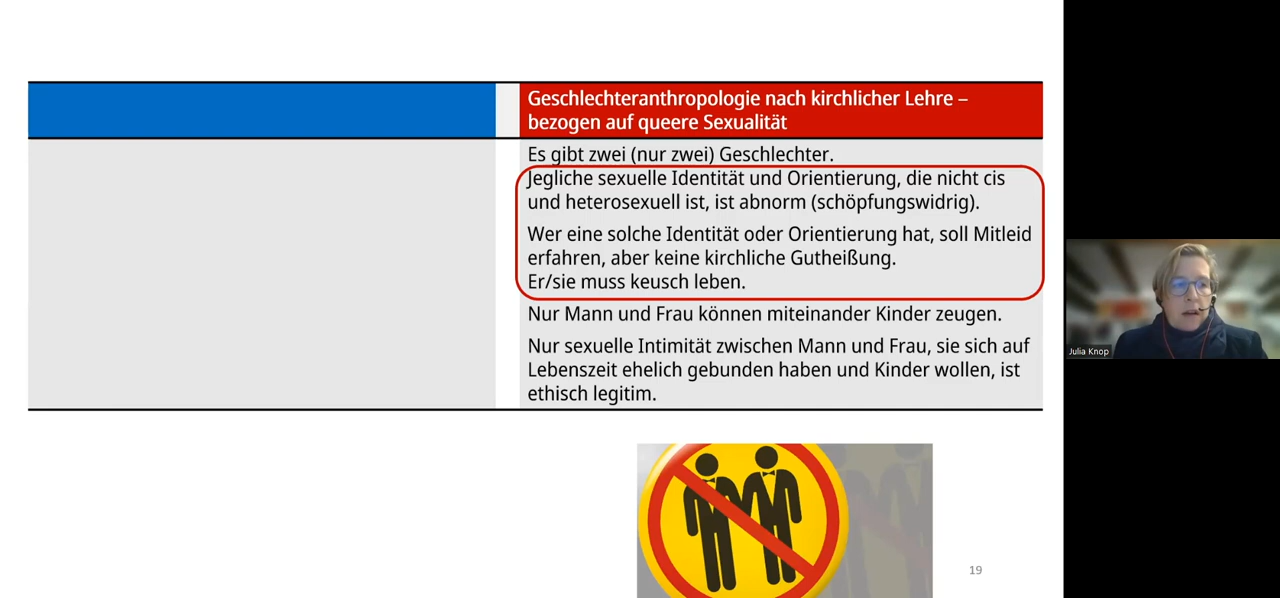 Geschlechteranthropologie nach kirchlicher Lehre –
bezogen auf queere Sexualität
Es gibt zwei (nur zwei) Geschlechter.
Jegliche sexuelle Identität und Orientierung, die nicht cis
und heterosexuell ist, ist abnorm (schöpfungswidrig).
Wer eine solche Identität oder Orientierung hat, soll Mitleid
erfahren, aber keine kirchliche Gutheißung.
Er/sie muss keusch leben.
Nur Mann und Frau können miteinander Kinder zeugen.
Nur sexuelle Intimität zwischen Mann und Frau, sie sich auf
Lebenszeit ehelich gebunden haben und Kinder wollen, ist
ethisch legitim.
19
Julia Knop